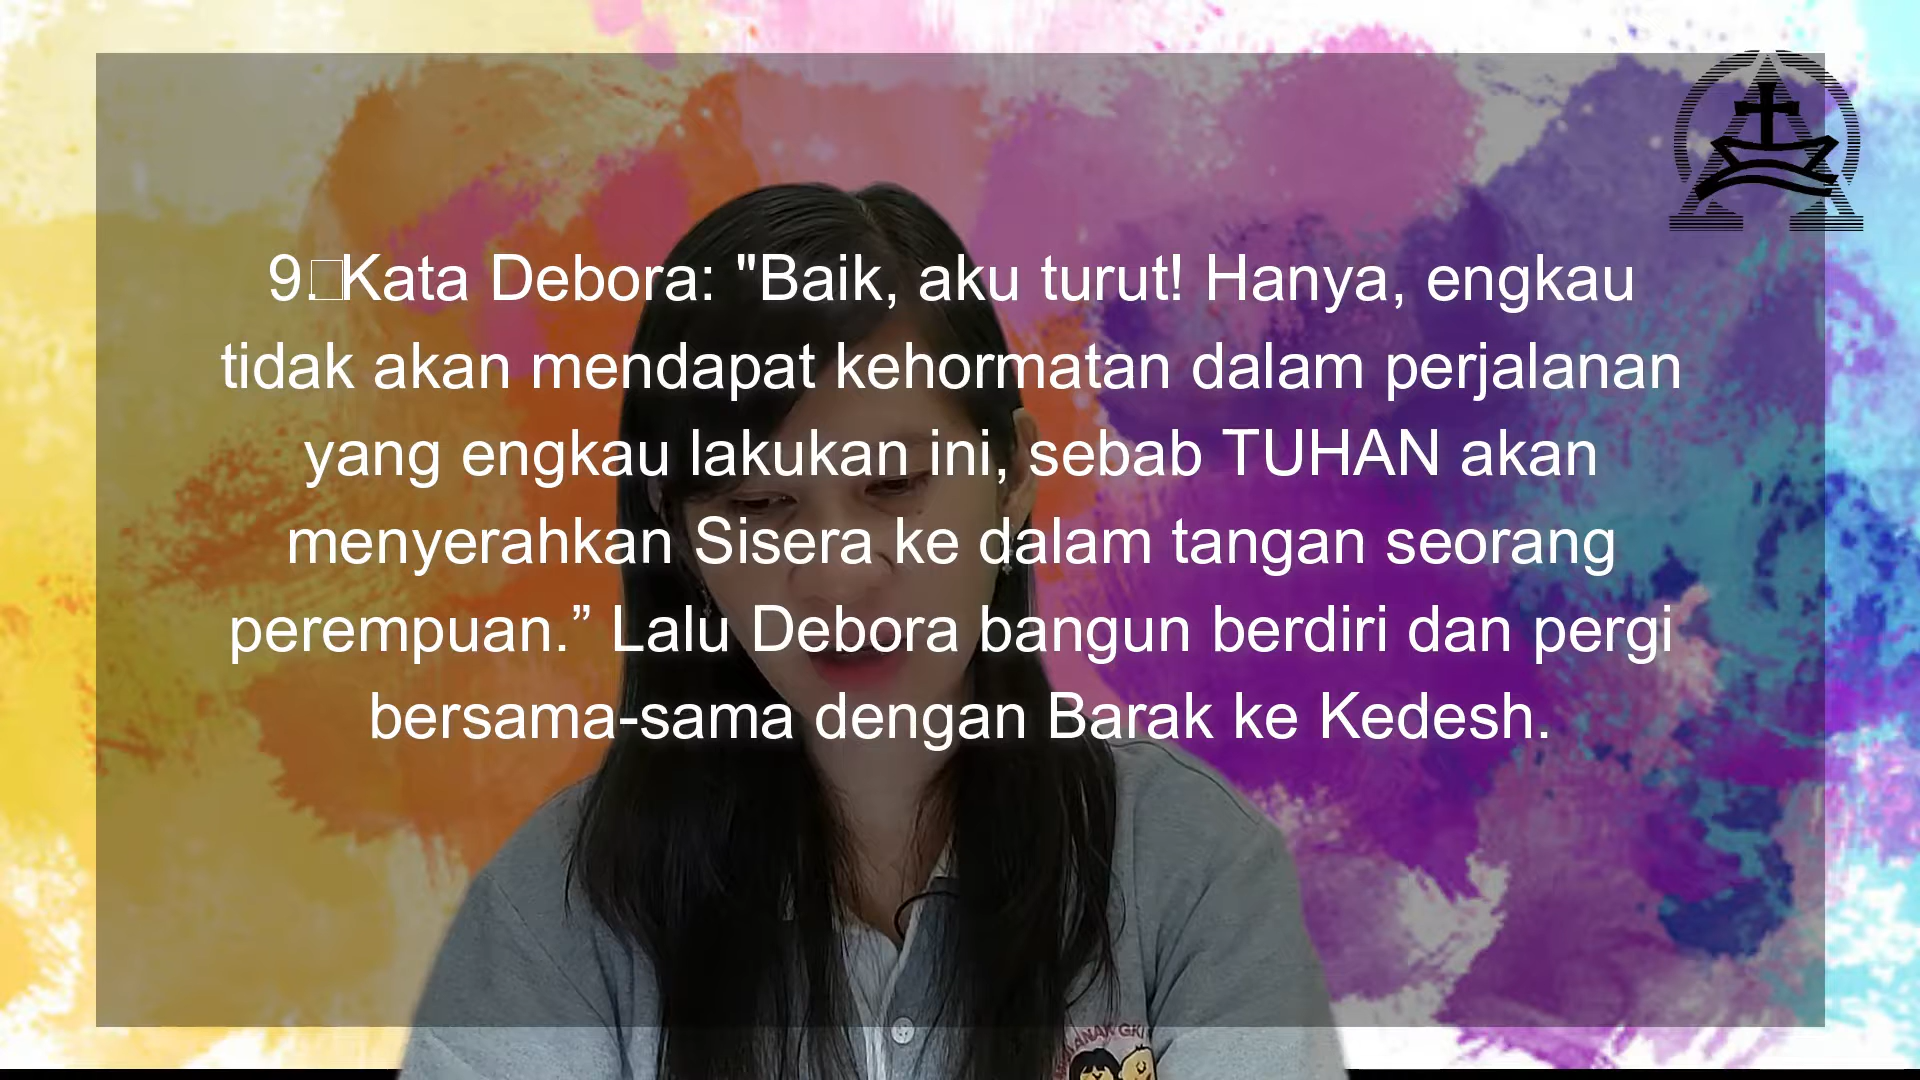 9. Kata Debora: "Baik, aku turut! Hanya, engkau
tidak akan mendapat kehormatan dalam perjalanan
yang engkau lakukan ini, sebab TUHAN akan
menyerahkan Sisera ke dalam tangan seorang
perempuan.” Lalu Debora bangun berdiri dan pergi
bersama-sama dengan Barak ke Kedesh.
ANAK GKI